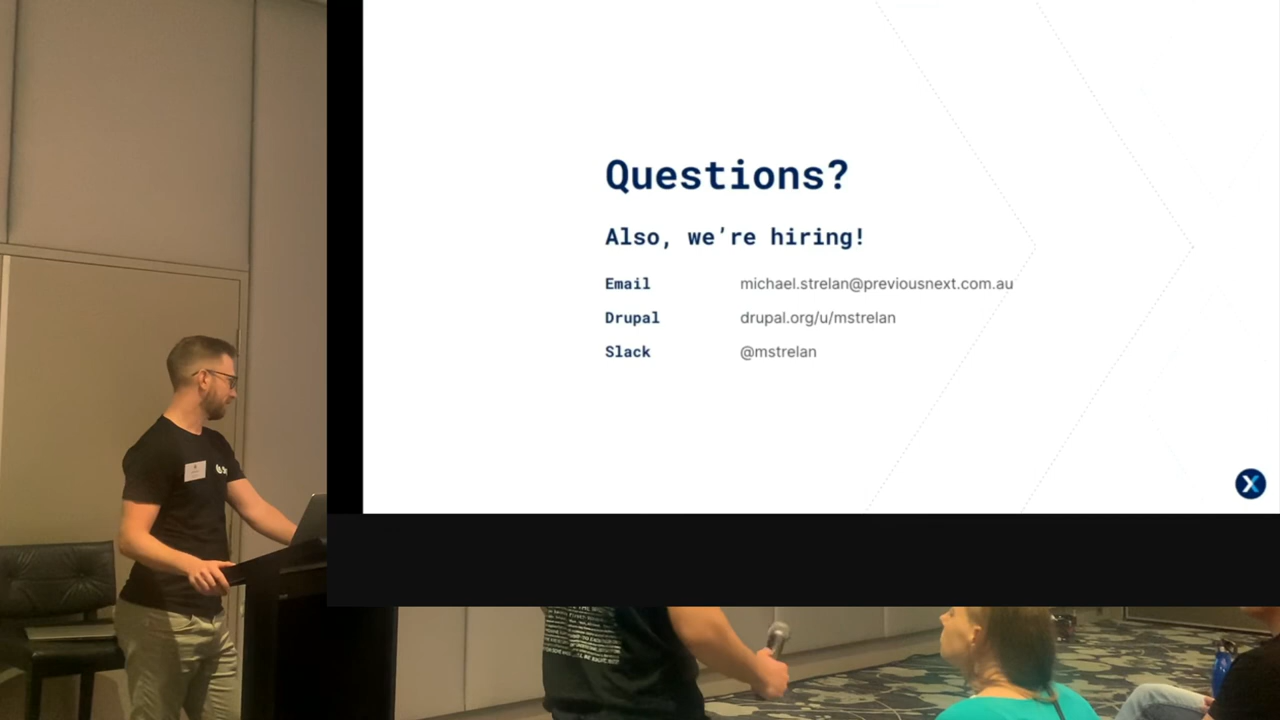 Questions?
Also, we're hiring!
Email michael.strelan@previousnext.com.au
Drupal drupal.org/u/mstrelan
Slack @mstrelan